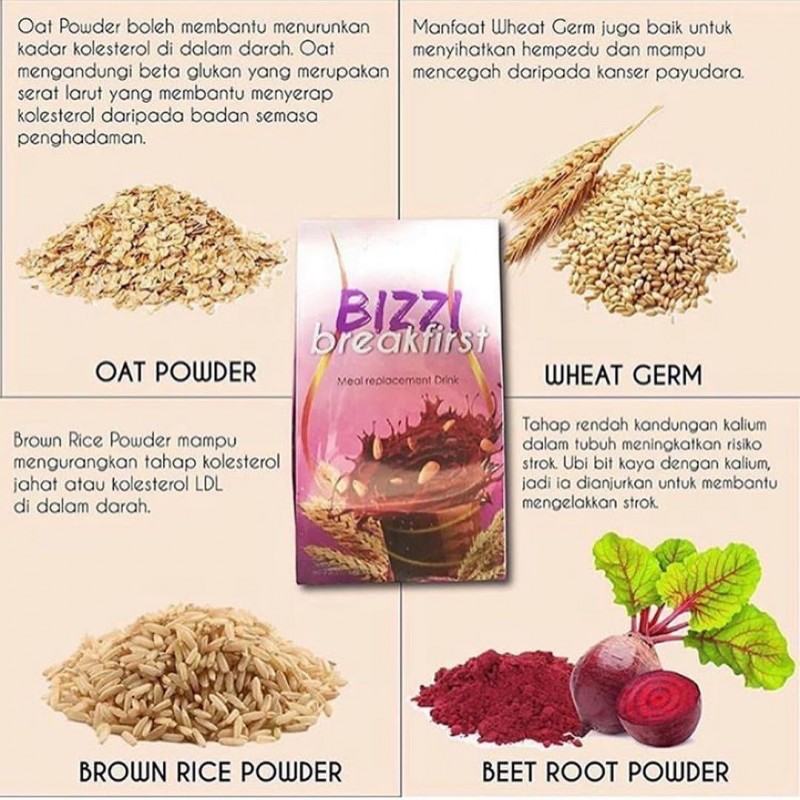 Oat Powder boleh membantu menurunkan
kadar kolesterol di dalam darah. Oat
mengandungi beta glukan yang merupakan
serat larut yang membantu menyerap
kolesterol daripada badan semasa
penghadaman.
OAT POWDER
Manfaat Wheat Germ juga baik untuk
menyihatkan hempedu dan mampu
mencegah daripada kanser payudara.
WHEAT GERM
BIZZI
breakfirst
Meal replacement Drink
Brown Rice Powder mampu
mengurangkan tahap kolesterol
jahat atau kolesterol LDL
di dalam darah.
BROWN RICE POWDER
Tahap rendah kandungan kalium
dalam tubuh meningkatkan risiko
strok. Ubi bit kaya dengan kalium,
jadi ia dianjurkan untuk membantu
mengelakkan strok.
BEET ROOT POWDER